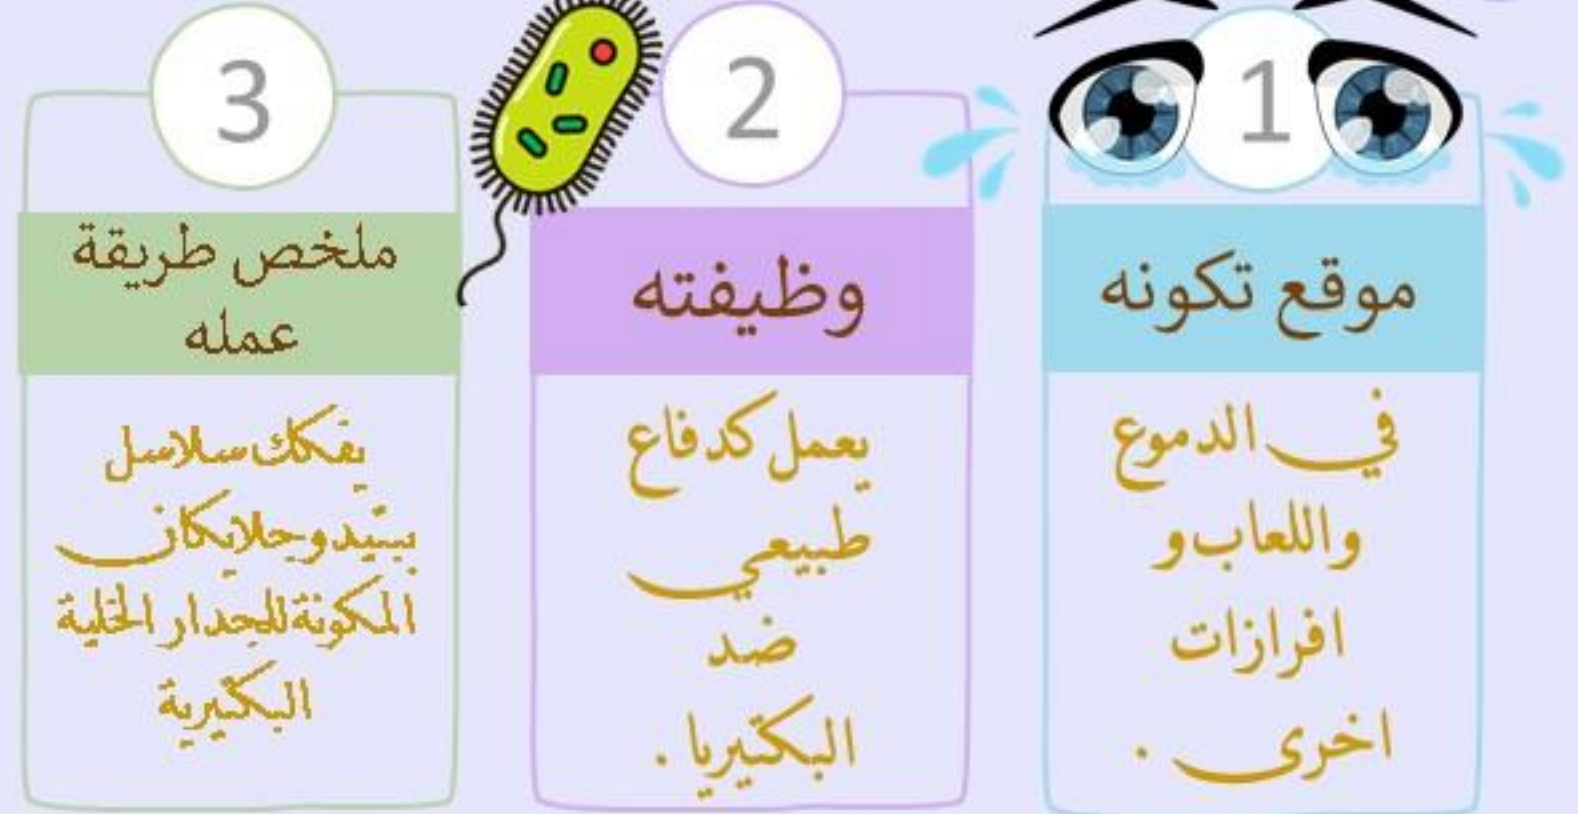 1
موقع تكونه
في الدموع
واللعاب و
افرازات
اخرى .
2
وظيفته
يعمل كدفاع
طبيعي
ضد
البكتيريا .
3
ملخص طريقة
عمله
يفكك سلاسل
ببتيدوجلايكان
المكونة للجدار الخلية
البكتيرية